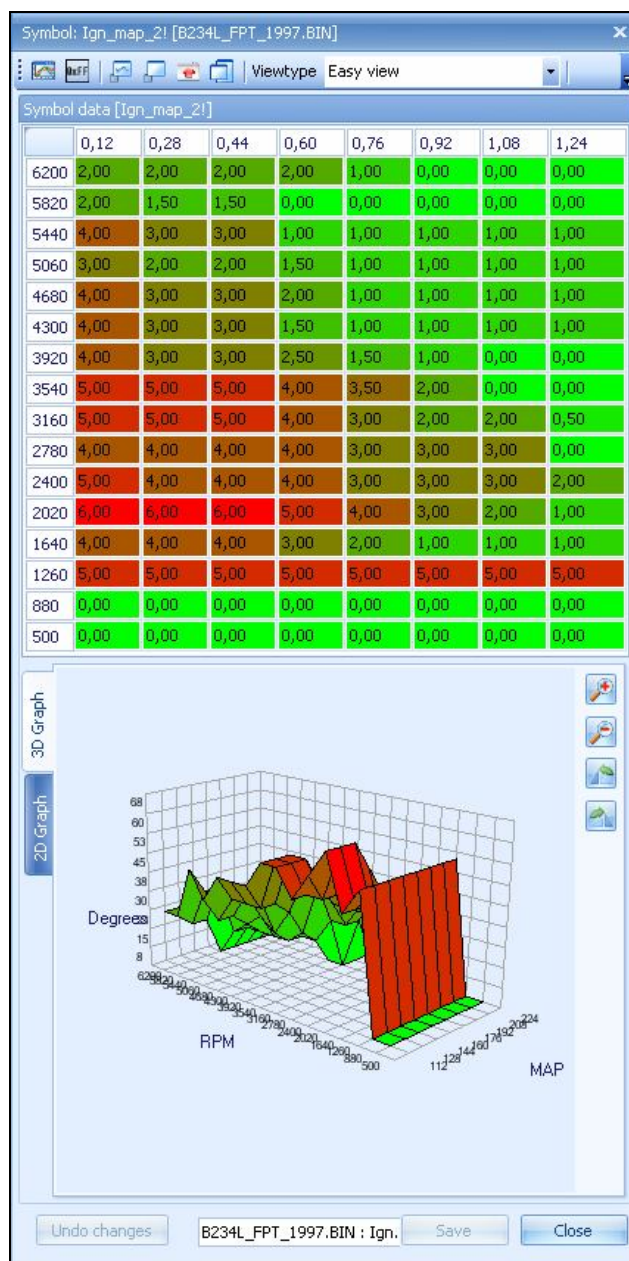 Symbol: Ign_map_2! [B234L_FPT_1997.BIN]
0xFF Viewtype Easy view
Symbol data [Ign_map_2!]
0,12 0,28 0,44 0,60 0,76 0,92 1,08 1,24
6200 2,00 2,00 2,00 2,00 1,00 0,00 0,00 0,00
5820 2,00 1,50 1,50 0,00 0,00 0,00 0,00 0,00
5440 4,00 3,00 3,00 1,00 1,00 1,00 1,00 1,00
5060 3,00 2,00 2,00 1,50 1,00 1,00 1,00 1,00
4680 4,00 3,00 3,00 2,00 1,00 1,00 1,00 1,00
4300 4,00 3,00 3,00 1,50 1,00 1,00 1,00 1,00
3920 4,00 3,00 3,00 2,50 1,50 1,00 0,00 0,00
3540 5,00 5,00 5,00 4,00 3,50 2,00 0,00 0,00
3160 5,00 5,00 5,00 4,00 3,00 2,00 2,00 0,50
2780 4,00 4,00 4,00 4,00 3,00 3,00 3,00 0,00
2400 5,00 4,00 4,00 4,00 3,00 3,00 3,00 2,00
2020 6,00 6,00 6,00 5,00 4,00 3,00 2,00 1,00
1640 4,00 4,00 4,00 3,00 2,00 1,00 1,00 1,00
1260 5,00 5,00 5,00 5,00 5,00 5,00 5,00 5,00
880 0,00 0,00 0,00 0,00 0,00 0,00 0,00 0,00
500 0,00 0,00 0,00 0,00 0,00 0,00 0,00 0,00
3D Graph
2D Graph
68
60
53
45
38
30
Degrees
15
8
6200 5820 5440 5060 4680 4300 3920 3540 3160 2780 2400 2020 1640 1260 880 500
RPM
112 128 144 160 176 192 208 224
MAP
Undo changes B234L_FPT_1997.BIN : Ign. Save Close